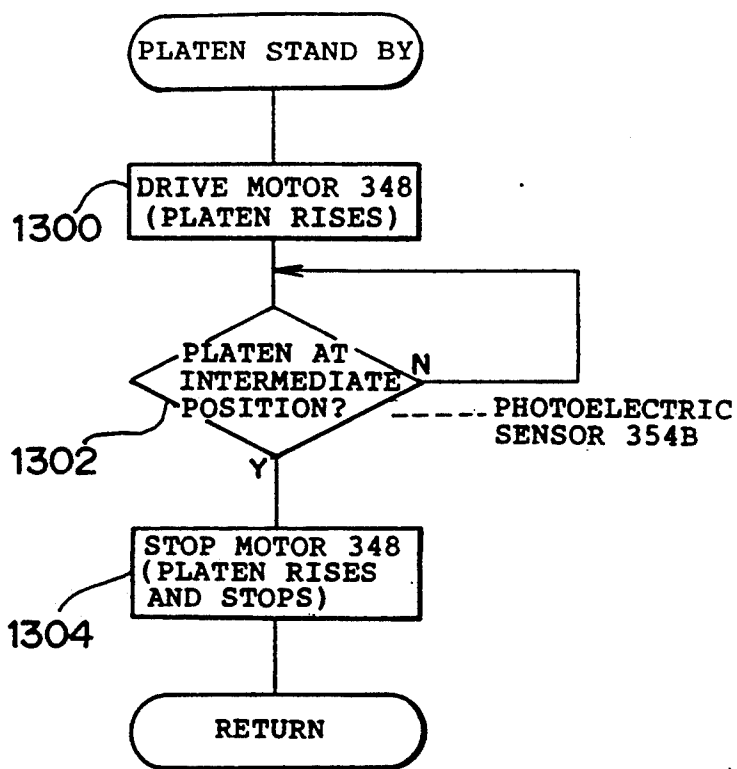 PLATEN STAND BY
DRIVE MOTOR 348
(PLATEN RISES)
1300
PLATEN AT
INTERMEDIATE
POSITION?
N
PHOTOELECTRIC
SENSOR 354B
1302
Y
STOP MOTOR 348
(PLATEN RISES
AND STOPS)
1304
RETURN